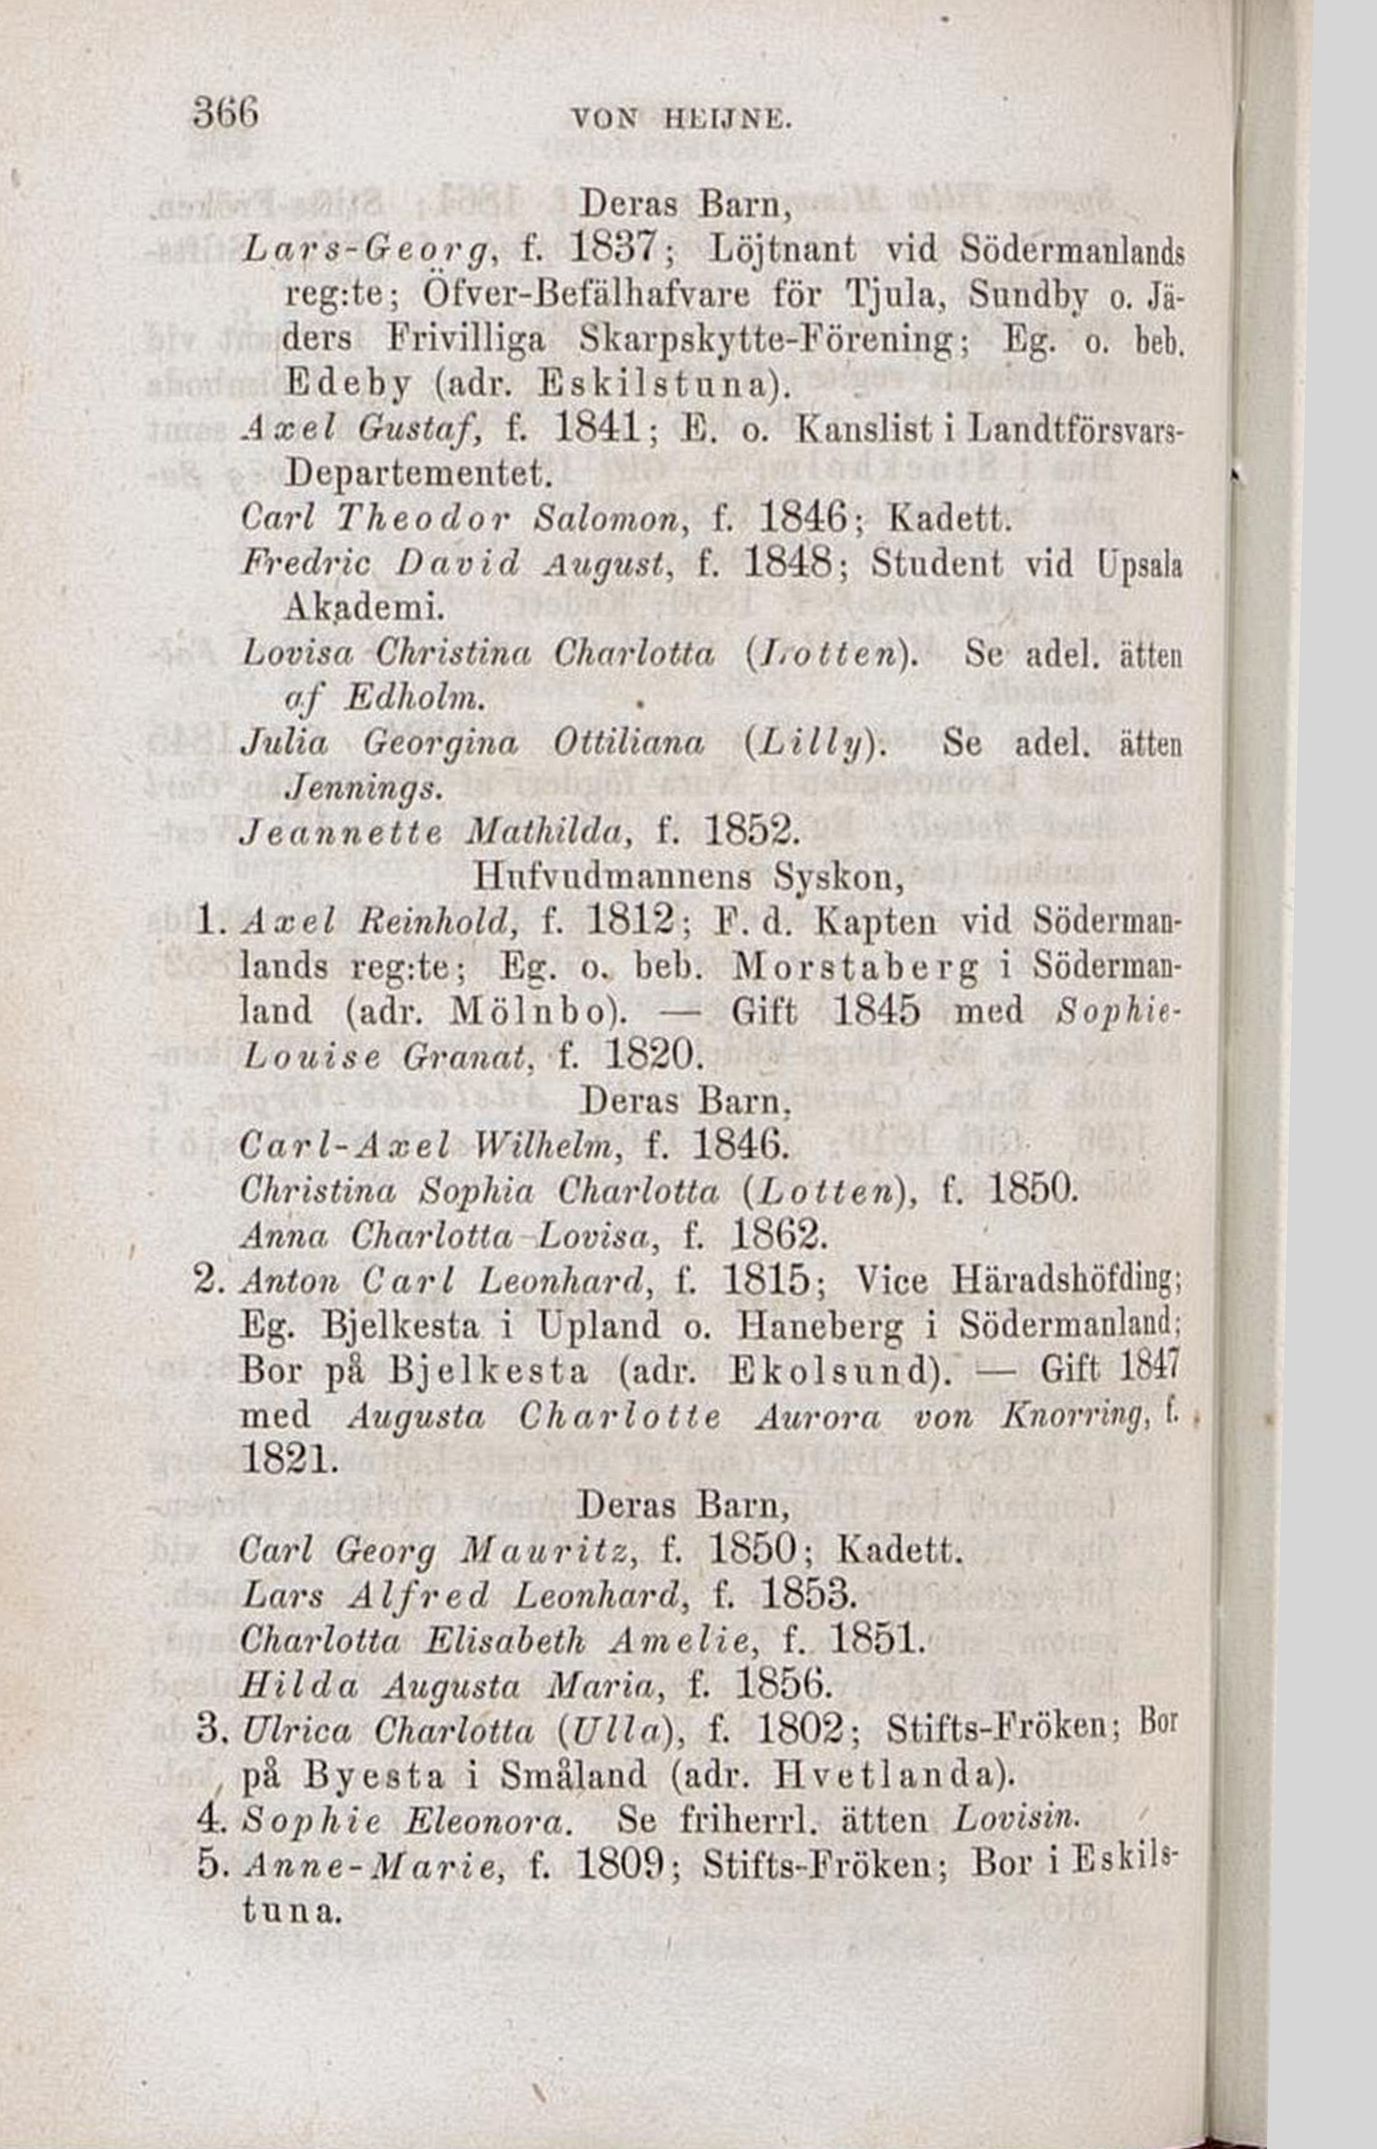 366
VON HEIJNE.
Deras Barn,
Lars-Georg, f. 1837; Löjtnant vid Södermanlands
reg:te; Öfver-Befälhafvare för Tjula, Sundby o. Jä-
ders Frivilliga Skarpskytte-Förening; Eg. o. beb.
Edeby (adr. Eskilstuna).
Axel Gustaf, f. 1841; E. o. Kanslist i Landtförsvars-
Departementet.
Carl Theodor Salomon, f. 1846; Kadett.
Fredric David August, f. 1848; Student vid Upsala
Akademi.
Lovisa Christina Charlotta (Lotten). Se adel. ätten
af Edholm.
Julia Georgina Ottiliana (Lilly). Se adel. ätten
Jennings.
Jeannette Mathilda, f. 1852.
Hufvudmannens Syskon,
1. Axel Reinhold, f. 1812; F. d. Kapten vid Söderman-
lands reg:te; Eg. o. beb. Morstaberg i Söderman-
land (adr. Mölnbo). — Gift 1845 med Sophie-
Louise Granat, f. 1820.
Deras Barn,
Carl-Axel Wilhelm, f. 1846.
Christina Sophia Charlotta (Lotten), f. 1850.
Anna Charlotta Lovisa, f. 1862.
2. Anton Carl Leonhard, f. 1815; Vice Häradshöfding;
Eg. Bjelkesta i Upland o. Haneberg i Södermanland;
Bor på Bjelkesta (adr. Ekolsund). — Gift 1847
med Augusta Charlotte Aurora von Knorring, f.
1821.
Deras Barn,
Carl Georg Mauritz, f. 1850; Kadett.
Lars Alfred Leonhard, f. 1853.
Charlotta Elisabeth Amelie, f. 1851.
Hilda Augusta Maria, f. 1856.
3. Ulrica Charlotta (Ulla), f. 1802; Stifts-Fröken; Bor
på Byesta i Småland (adr. Hvetlanda).
4. Sophie Eleonora. Se friherrl. ätten Lovisin.
5. Anne-Marie, f. 1809; Stifts-Fröken; Bor i Eskils-
tuna.